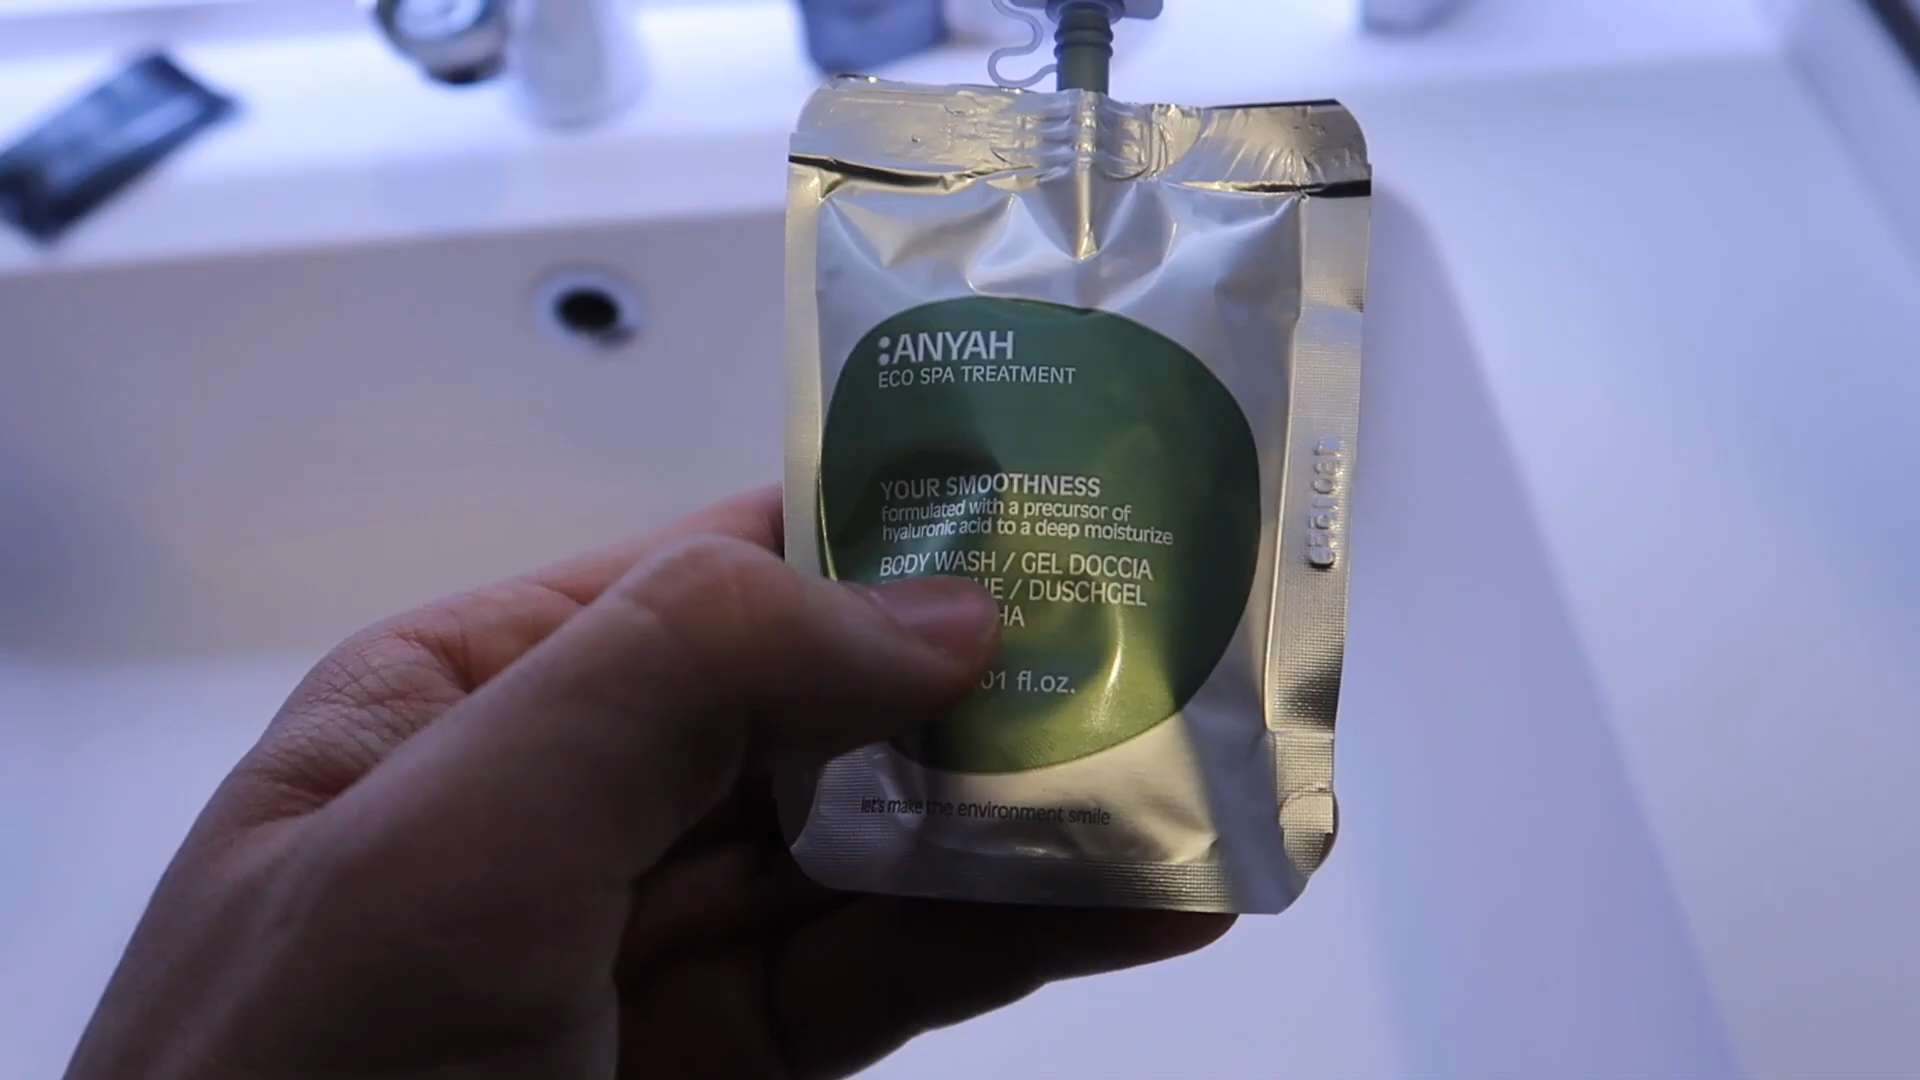 :ANYAH
ECO SPA TREATMENT
YOUR SMOOTHNESS
formulated with a precursor of
hyaluronic acid to a deep moisturize
BODY WASH / GEL DOCCIA
/ DUSCHGEL
fl.oz.
let's make the environment smile